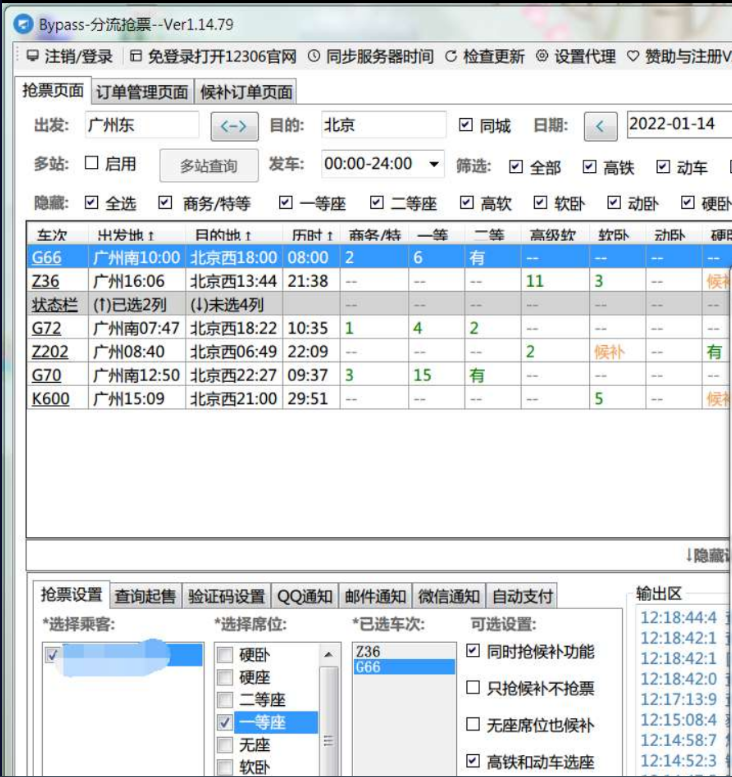 Bypass-分流抢票--Ver1.14.79
注销/登录 免登录打开12306官网 同步服务器时间 检查更新 设置代理 赞助与注册V
抢票页面 订单管理页面 候补订单页面
出发: 广州东 <-> 目的: 北京 同城 日期: < 2022-01-14
多站: 启用 多站查询 发车: 00:00-24:00 筛选: 全部 高铁 动车
隐藏: 全选 商务/特等 一等座 二等座 高软 软卧 动卧 硬卧
车次 出发地↑ 目的地↑ 历时↑ 商务/特 一等 二等 高级软 软卧 动卧 硬卧
G66 广州南10:00 北京西18:00 08:00 2 6 有 -- -- -- --
Z36 广州16:06 北京西13:44 21:38 -- -- -- 11 3 -- 候补
状态栏 (↑)已选2列 (↓)未选4列
G72 广州南07:47 北京西18:22 10:35 1 4 2 -- -- -- --
Z202 广州08:40 北京西06:49 22:09 -- -- -- 2 候补 -- 有
G70 广州南12:50 北京西22:27 09:37 3 15 有 -- -- -- --
K600 广州15:09 北京西21:00 29:51 -- -- -- -- 5 -- 候补
↓隐藏
抢票设置 查询起售 验证码设置 QQ通知 邮件通知 微信通知 自动支付 输出区
*选择乘客: *选择席位: *已选车次: 可选设置: 12:18:44:4
硬卧 Z36 同时抢候补功能 12:18:42:1
硬座 G66 只抢候补不抢票 12:18:42:1
二等座 无座席位也候补 12:18:42:0
一等座 高铁和动车选座 12:17:13:9
无座 12:15:08:4
软卧 12:14:58:7
12:14:52:3